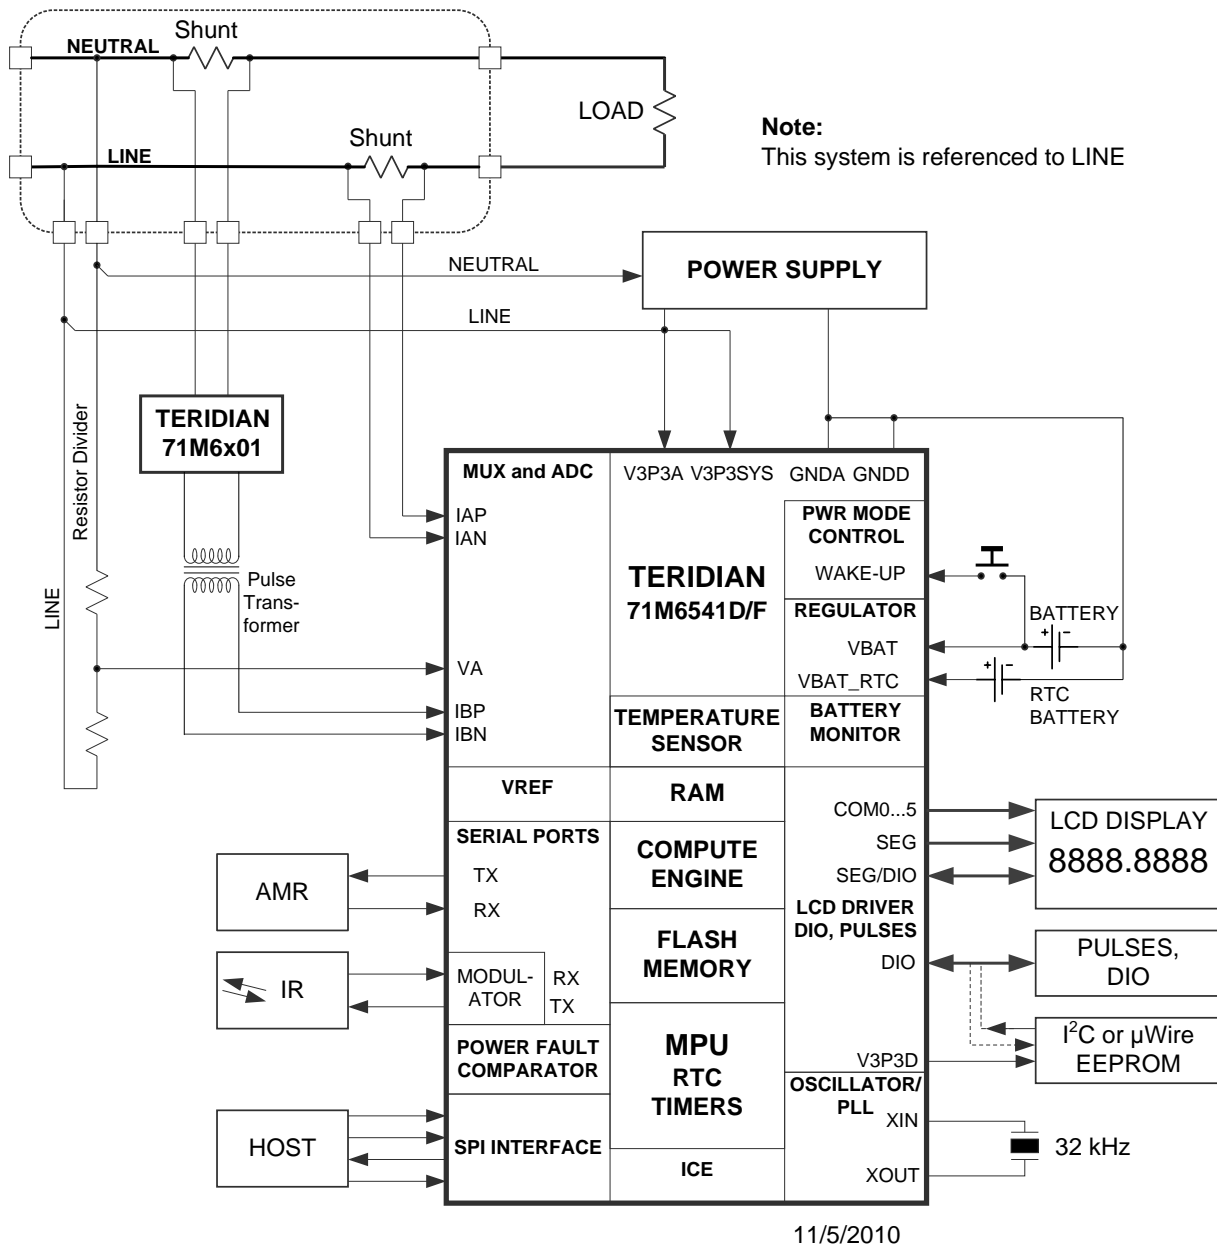 Shunt
NEUTRAL
LOAD
Shunt
LINE
Note:
This system is referenced to LINE
NEUTRAL
POWER SUPPLY
LINE
TERIDIAN
71M6x01
Resistor Divider
LINE
Pulse
Trans-
former
MUX and ADC
IAP
IAN
VA
IBP
IBN
V3P3A V3P3SYS GNDA GNDD
TERIDIAN
71M6541D/F
PWR MODE
CONTROL
WAKE-UP
REGULATOR
VBAT
VBAT_RTC
BATTERY
+ -
+ -
RTC
BATTERY
TEMPERATURE
SENSOR
BATTERY
MONITOR
VREF
RAM
SERIAL PORTS
TX
RX
COMPUTE
ENGINE
COM0...5
SEG
SEG/DIO
LCD DRIVER
DIO, PULSES
DIO
LCD DISPLAY
8888.8888
AMR
IR
MODUL-
ATOR
RX
TX
FLASH
MEMORY
PULSES,
DIO
I²C or µWire
EEPROM
POWER FAULT
COMPARATOR
MPU
RTC
TIMERS
V3P3D
OSCILLATOR/
PLL
XIN
XOUT
32 kHz
HOST
SPI INTERFACE
ICE
11/5/2010